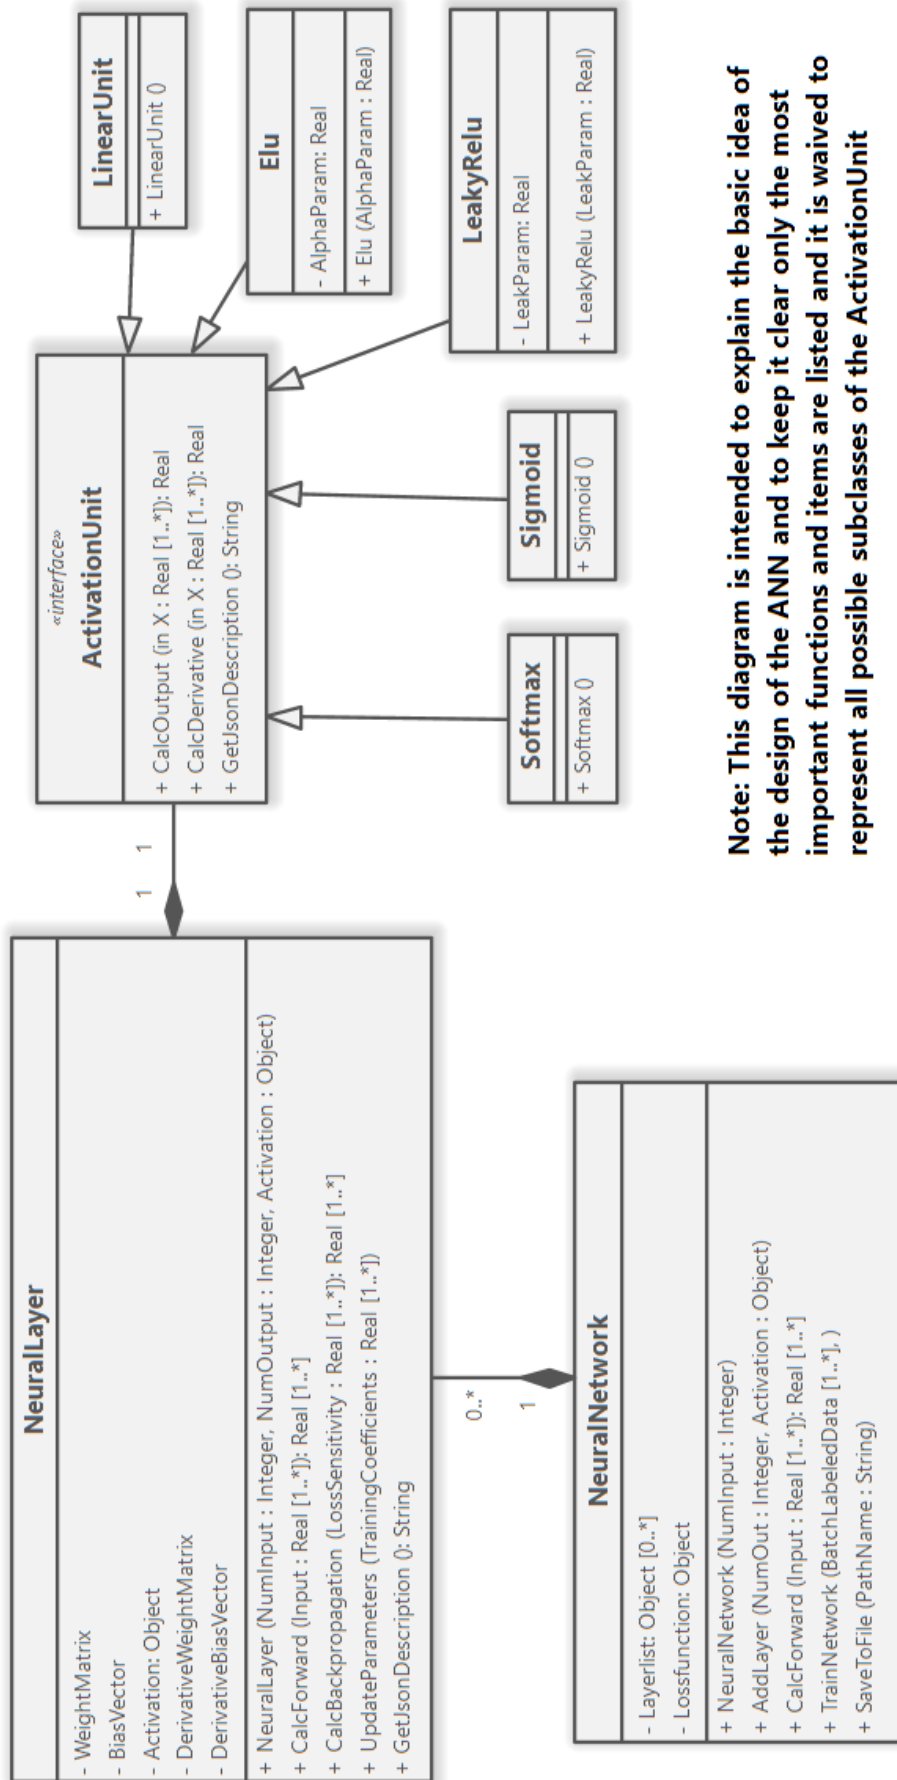 NeuralLayer
- WeightMatrix
- BiasVector
- Activation: Object
- DerivativeWeightMatrix
- DerivativeBiasVector
+ NeuralLayer (NumInput : Integer, NumOutput : Integer, Activation : Object)
+ CalcForward (Input : Real [1..*]): Real [1..*]
+ CalcBackpropagation (LossSensitivity : Real [1..*]): Real [1..*]
+ UpdateParameters (TrainingCoefficients : Real [1..*])
+ GetJsonDescription (): String
1
1
«interface»
ActivationUnit
+ CalcOutput (in X : Real [1..*]): Real
+ CalcDerivative (in X : Real [1..*]): Real
+ GetJsonDescription (): String
LinearUnit
+ LinearUnit ()
Elu
- AlphaParam: Real
+ Elu (AlphaParam : Real)
LeakyRelu
- LeakParam: Real
+ LeakyRelu (LeakParam : Real)
Softmax
+ Softmax ()
Sigmoid
+ Sigmoid ()
0..*
1
NeuralNetwork
- Layerlist: Object [0..*]
- Lossfunction: Object
+ NeuralNetwork (NumInput : Integer)
+ AddLayer (NumOut : Integer, Activation : Object)
+ CalcForward (Input : Real [1..*]): Real [1..*]
+ TrainNetwork (BatchLabeledData [1..*], )
+ SaveToFile (PathName : String)
Note: This diagram is intended to explain the basic idea of
the design of the ANN and to keep it clear only the most
important functions and items are listed and it is waived to
represent all possible subclasses of the ActivationUnit